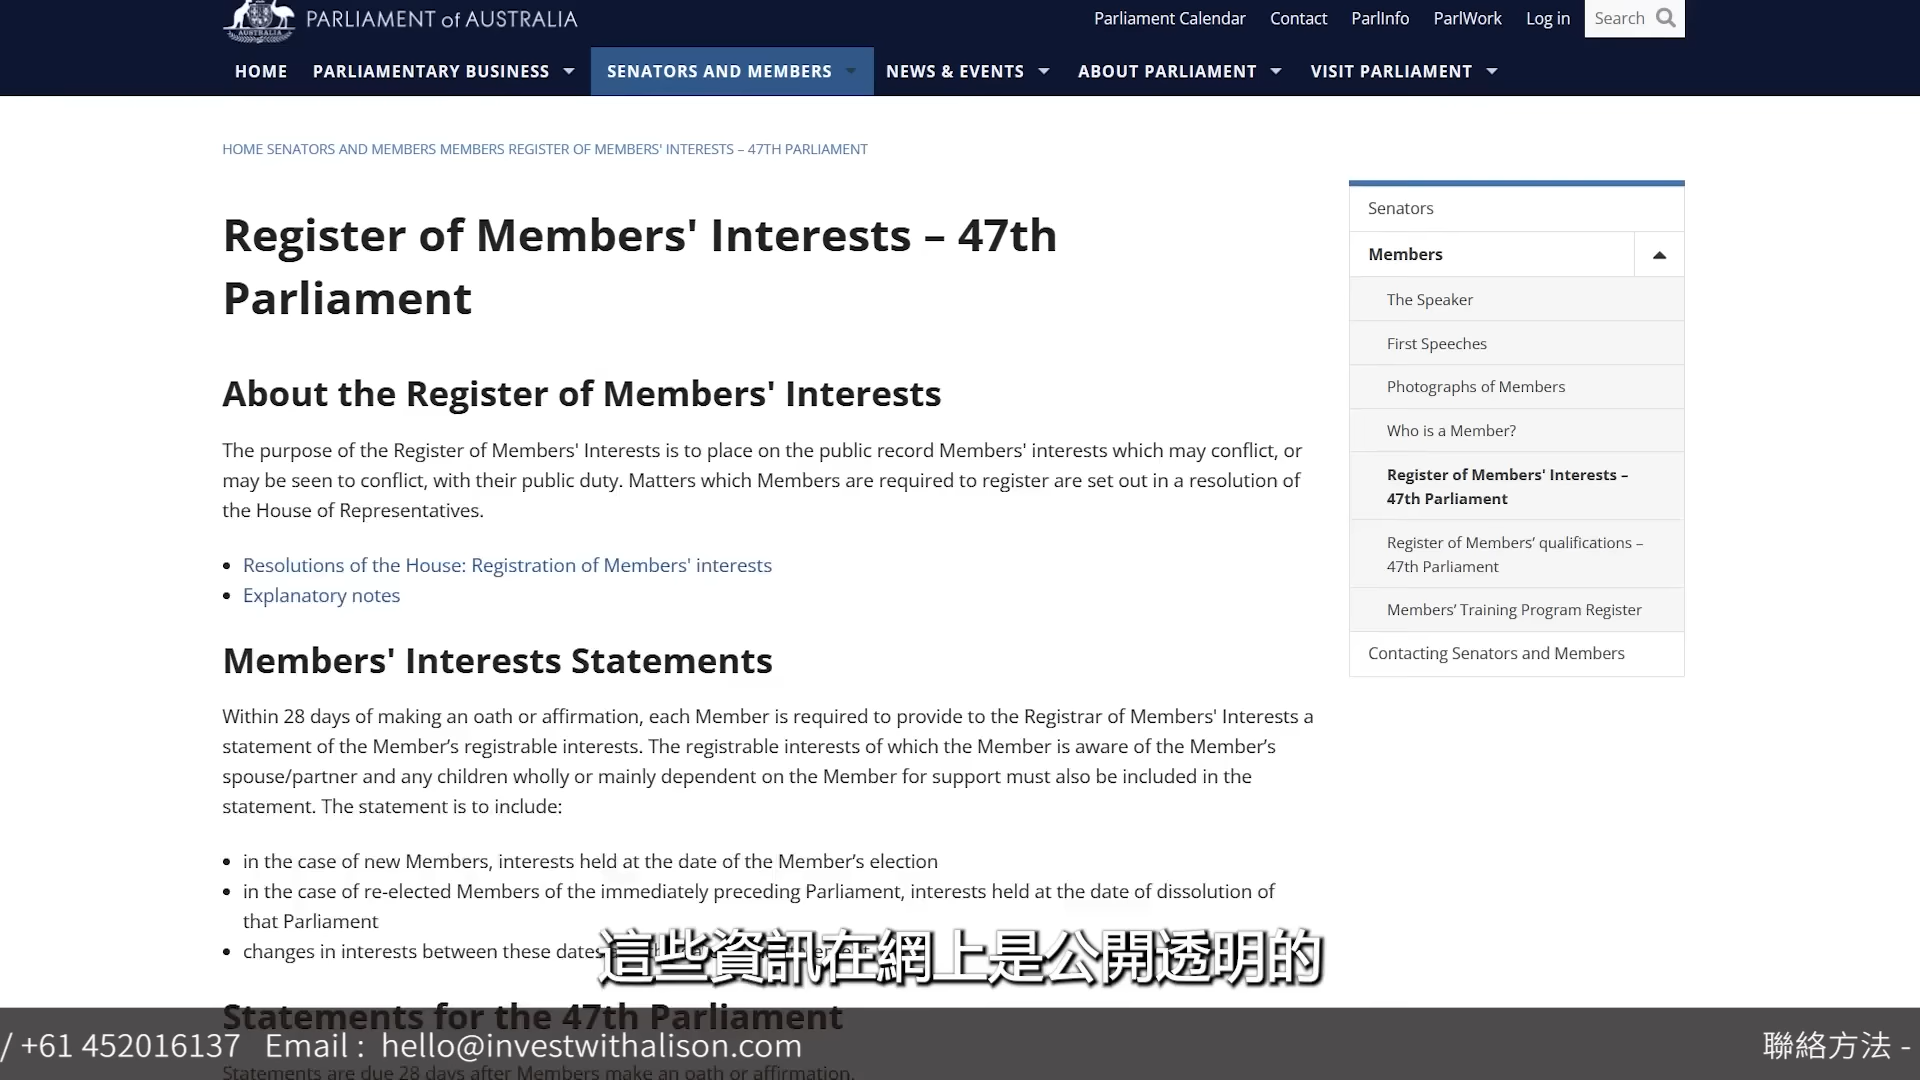 PARLIAMENT of AUSTRALIA
AUSTRALIA
Parliament Calendar Contact ParlInfo ParlWork Log in Search
HOME PARLIAMENTARY BUSINESS SENATORS AND MEMBERS NEWS & EVENTS ABOUT PARLIAMENT VISIT PARLIAMENT
HOME SENATORS AND MEMBERS MEMBERS REGISTER OF MEMBERS' INTERESTS – 47TH PARLIAMENT
Register of Members' Interests – 47th
Parliament
About the Register of Members' Interests
The purpose of the Register of Members' Interests is to place on the public record Members' interests which may conflict, or
may be seen to conflict, with their public duty. Matters which Members are required to register are set out in a resolution of
the House of Representatives.
• Resolutions of the House: Registration of Members' interests
• Explanatory notes
Members' Interests Statements
Within 28 days of making an oath or affirmation, each Member is required to provide to the Registrar of Members' Interests a
statement of the Member’s registrable interests. The registrable interests of which the Member is aware of the Member’s
spouse/partner and any children wholly or mainly dependent on the Member for support must also be included in the
statement. The statement is to include:
• in the case of new Members, interests held at the date of the Member’s election
• in the case of re-elected Members of the immediately preceding Parliament, interests held at the date of dissolution of
that Parliament
• changes in interests between these dates
Statements for the 47th Parliament
Statements are due 28 days after Members make an oath or affirmation.
Senators
Members
The Speaker
First Speeches
Photographs of Members
Who is a Member?
Register of Members' Interests –
47th Parliament
Register of Members’ qualifications –
47th Parliament
Members’ Training Program Register
Contacting Senators and Members
這些資訊在網上是公開透明的
/ +61 452016137 Email : hello@investwithalison.com
聯絡方法 -